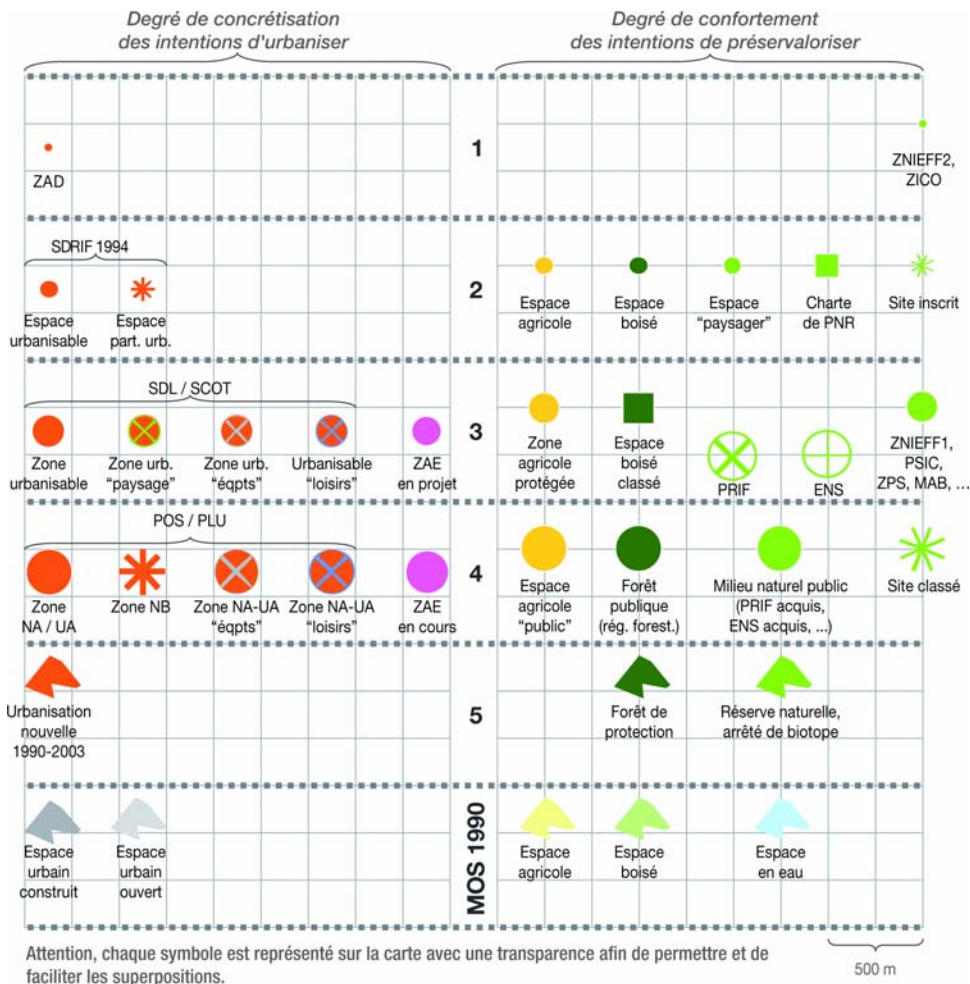 Degré de concrétisation
des intentions d'urbaniser
Degré de confortement
des intentions de préservaloriser
1
ZAD
ZNIEFF2,
ZICO
SDRIF 1994
2
Espace
urbanisable
Espace
part. urb.
Espace
agricole
Espace
boisé
Espace
“paysager”
Charte
de PNR
Site inscrit
SDL / SCOT
3
Zone
urbanisable
Zone urb.
“paysage”
Zone urb.
“éqpts”
Urbanisable
“loisirs”
ZAE
en projet
Zone
agricole
protégée
Espace
boisé
classé
PRIF
ENS
ZNIEFF1,
PSIC,
ZPS, MAB, ...
POS / PLU
4
Zone
NA / UA
Zone NB
Zone NA-UA
“éqpts”
Zone NA-UA
“loisirs”
ZAE
en cours
Espace
agricole
“public”
Forêt
publique
(rég. forest.)
Milieu naturel public
(PRIF acquis,
ENS acquis, ...)
Site classé
5
Urbanisation
nouvelle
1990-2003
Forêt de
protection
Réserve naturelle,
arrêté de biotope
MOS 1990
Espace
urbain
construit
Espace
urbain
ouvert
Espace
agricole
Espace
boisé
Espace
en eau
Attention, chaque symbole est représenté sur la carte avec une transparence afin de permettre et de
faciliter les superpositions.
500 m